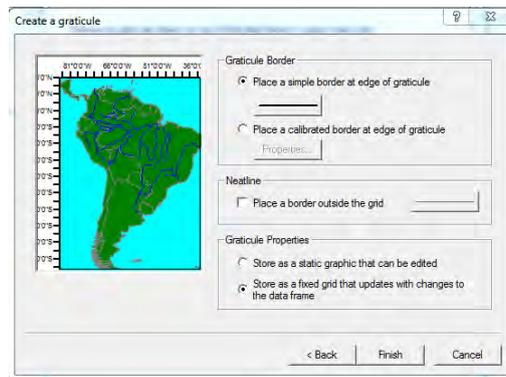 Create a graticule
81°0'0"W 66°0'0"W 51°0'0"W 36°0'
Graticule Border
Place a simple border at edge of graticule
Place a calibrated border at edge of graticule
Properties...
Neatline
Place a border outside the grid
Graticule Properties
Store as a static graphic that can be edited
Store as a fixed grid that updates with changes to
the data frame
< Back Finish Cancel